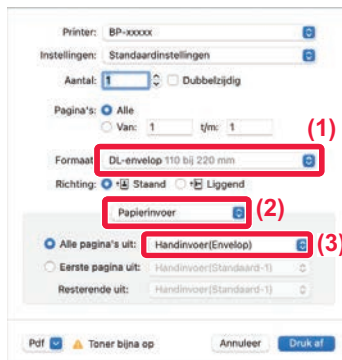 Printer: BP-xxxxx
Instellingen: Standaardinstellingen
Aantal: 1 Dubbelzijdig
Pagina's: Alle
Van: 1 t/m: 1
(1)
Formaat: DL-envelop 110 bij 220 mm
Richting: Staand Liggend
Papierinvoer (2)
Alle pagina's uit: Handinvoer(Envelop) (3)
Eerste pagina uit: Handinvoer(Standaard-1)
Resterende uit: Handinvoer(Standaard-1)
Pdf Toner bijna op Annuleer Druk af